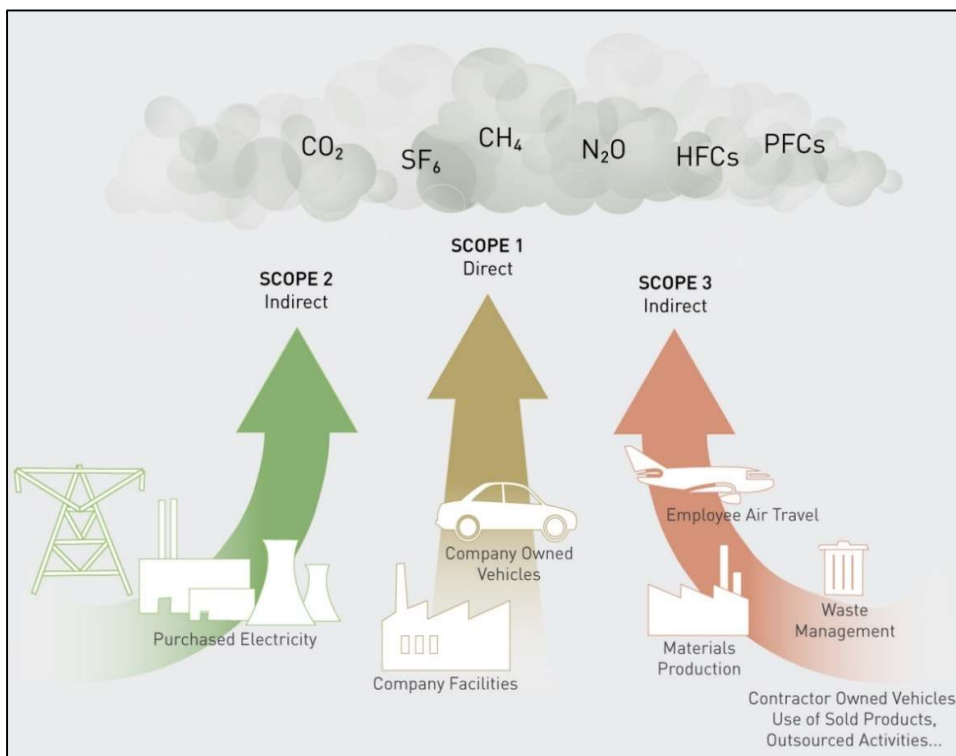 CO₂
SF₆
CH₄
N₂O
HFCs
PFCs
SCOPE 2
Indirect
SCOPE 1
Direct
SCOPE 3
Indirect
Purchased Electricity
Company Owned
Vehicles
Company Facilities
Employee Air Travel
Materials
Production
Waste
Management
Contractor Owned Vehicles
Use of Sold Products,
Outsourced Activities...